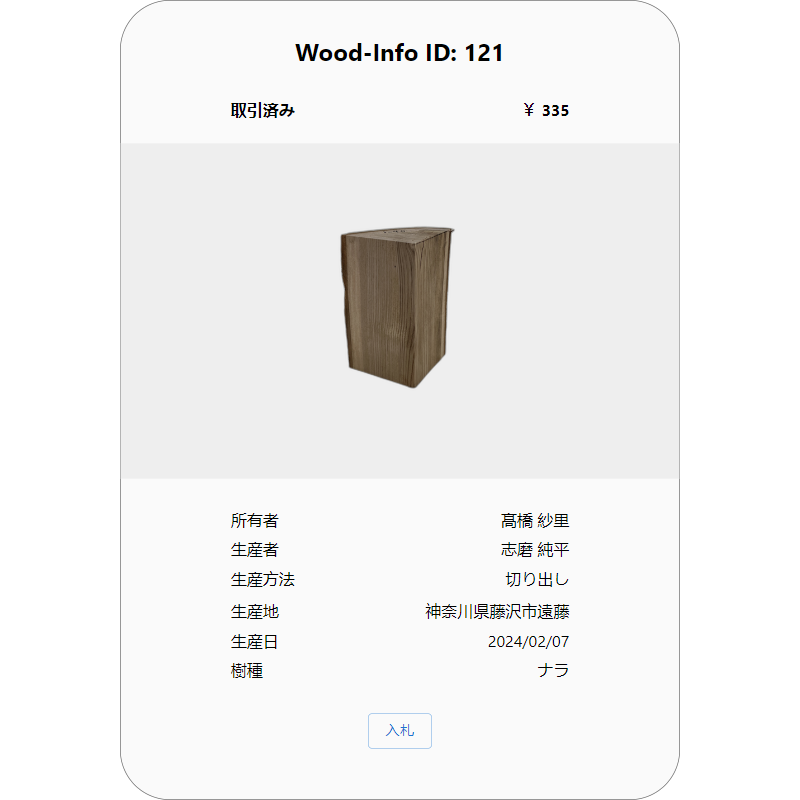 Wood-Info ID: 121
取引済み ¥ 335
所有者 髙橋 紗里
生産者 志磨 純平
生産方法 切り出し
生産地 神奈川県藤沢市遠藤
生産日 2024/02/07
樹種 ナラ
入札